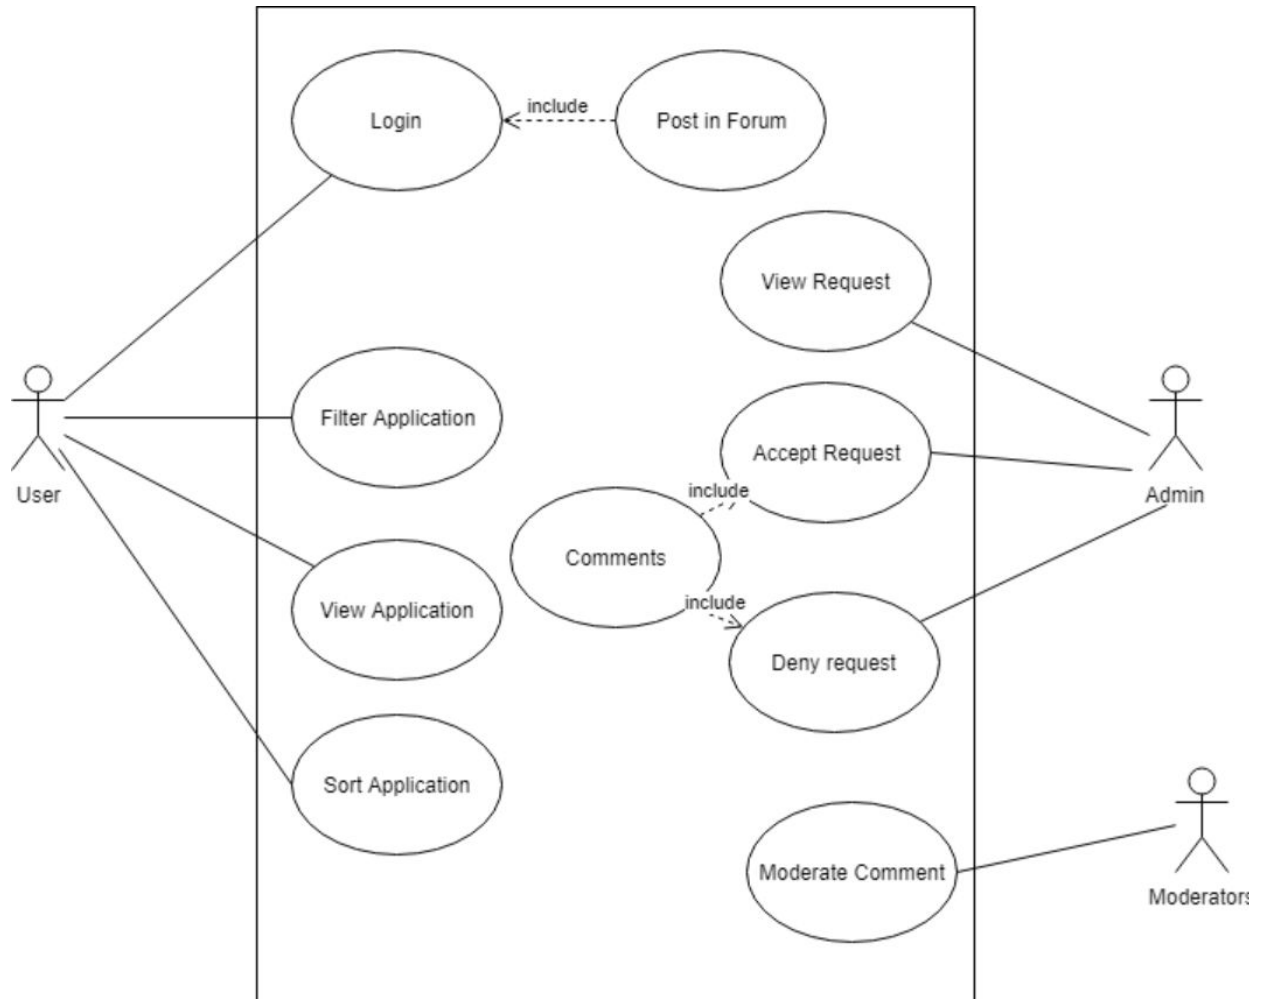 include
Login
Post in Forum
View Request
Filter Application
Accept Request
include
User
Admin
Comments
include
View Application
Deny request
Sort Application
Moderate Comment
Moderators